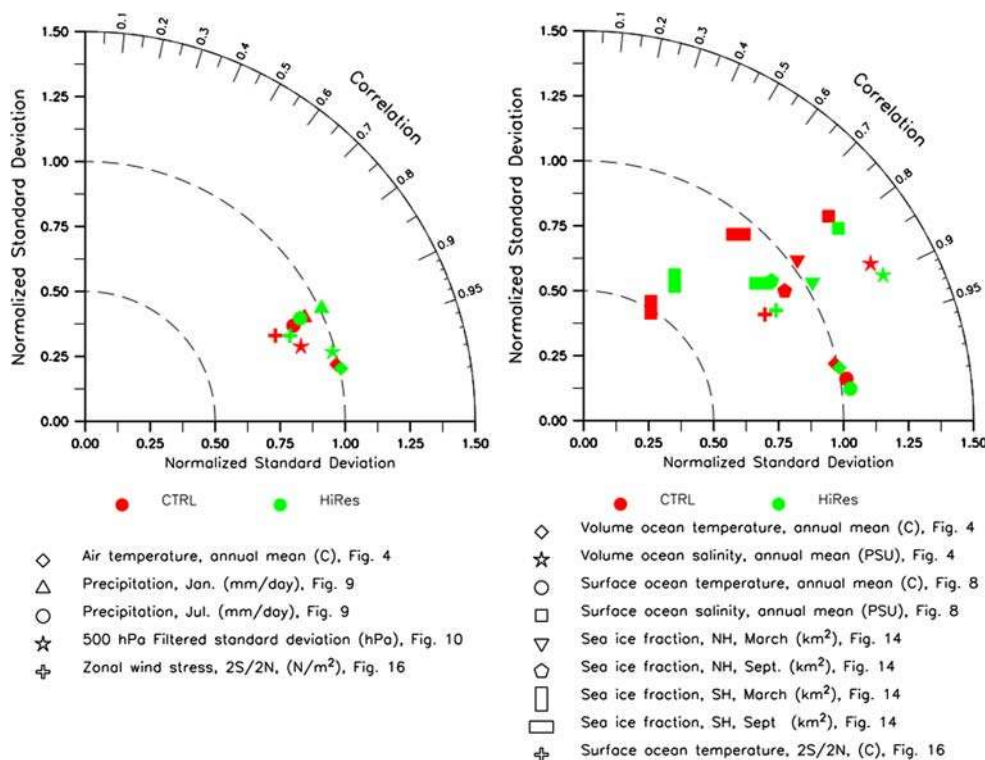 Normalized Standard Deviation
1.50
1.25
1.00
0.75
0.50
0.25
0.00
0.1
0.2
0.3
0.4
0.5
0.6
0.7
0.8
0.9
0.95
Correlation
0.00 0.25 0.50 0.75 1.00 1.25 1.50
Normalized Standard Deviation
CTRL HiRes
Air temperature, annual mean (C), Fig. 4
Precipitation, Jan. (mm/day), Fig. 9
Precipitation, Jul. (mm/day), Fig. 9
500 hPa Filtered standard deviation (hPa), Fig. 10
Zonal wind stress, 2S/2N, (N/m²), Fig. 16
Normalized Standard Deviation
1.50
1.25
1.00
0.75
0.50
0.25
0.00
0.1
0.2
0.3
0.4
0.5
0.6
0.7
0.8
0.9
0.95
Correlation
0.00 0.25 0.50 0.75 1.00 1.25 1.50
Normalized Standard Deviation
CTRL HiRes
Volume ocean temperature, annual mean (C), Fig. 4
Volume ocean salinity, annual mean (PSU), Fig. 4
Surface ocean temperature, annual mean (C), Fig. 8
Surface ocean salinity, annual mean (PSU), Fig. 8
Sea ice fraction, NH, March (km²), Fig. 14
Sea ice fraction, NH, Sept. (km²), Fig. 14
Sea ice fraction, SH, March (km²), Fig. 14
Sea ice fraction, SH, Sept (km²), Fig. 14
Surface ocean temperature, 2S/2N, (C), Fig. 16